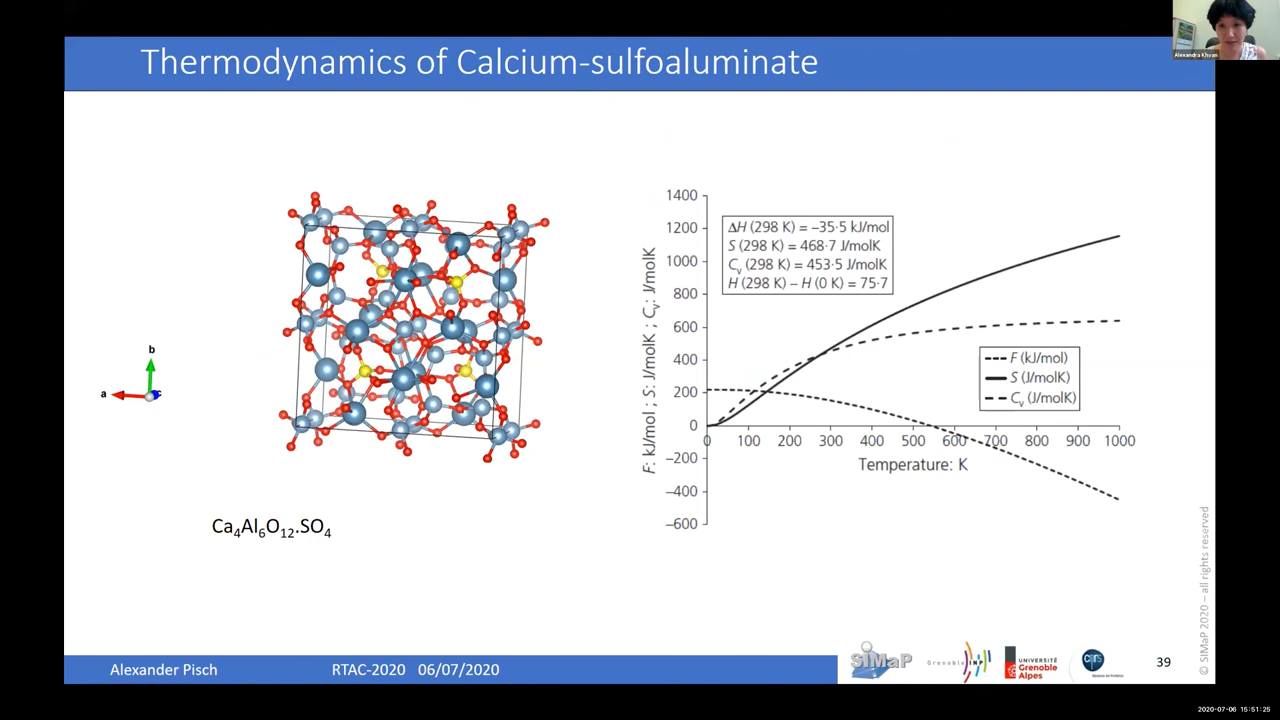 Thermodynamics of Calcium-sulfoaluminate
Alexandra Khvan
b
a
c
Ca4Al6O12.SO4
F: kJ/mol ; S: J/molK ; Cv: J/molK
1400
1200
1000
800
600
400
200
0
−200
−400
−600
ΔH (298 K) = −35·5 kJ/mol
S (298 K) = 468·7 J/molK
Cv (298 K) = 453·5 J/molK
H (298 K) − H (0 K) = 75·7
F (kJ/mol)
S (J/molK)
Cv (J/molK)
0 100 200 300 400 500 600 700 800 900 1000
Temperature: K
© SIMaP 2020 – all rights reserved
Alexander Pisch RTAC-2020 06/07/2020
SIMaP
Grenoble INP
UNIVERSITÉ
Grenoble
Alpes
cnrs
39
2020-07-06 15:51:25